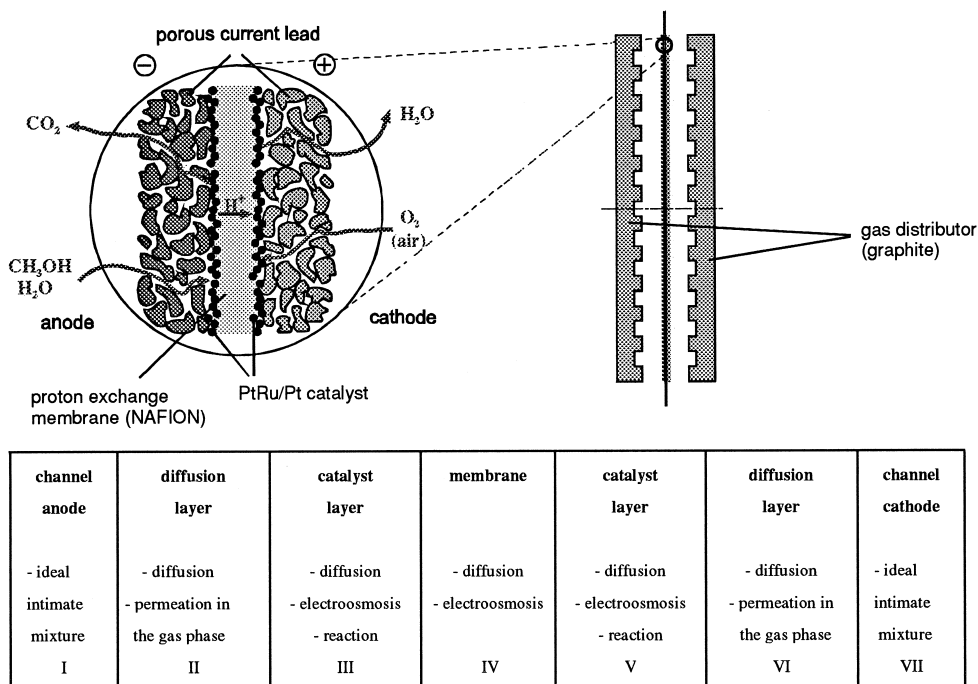 porous current lead
⊖
⊕
CO₂
H₂O
H⁺
O₂
(air)
CH₃OH
H₂O
anode
cathode
proton exchange
membrane (NAFION)
PtRu/Pt catalyst
gas distributor
(graphite)
channel
anode
- ideal
intimate
mixture
I
diffusion
layer
- diffusion
- permeation in
the gas phase
II
catalyst
layer
- diffusion
- electroosmosis
- reaction
III
membrane
- diffusion
- electroosmosis
IV
catalyst
layer
- diffusion
- electroosmosis
- reaction
V
diffusion
layer
- diffusion
- permeation in
the gas phase
VI
channel
cathode
- ideal
intimate
mixture
VII